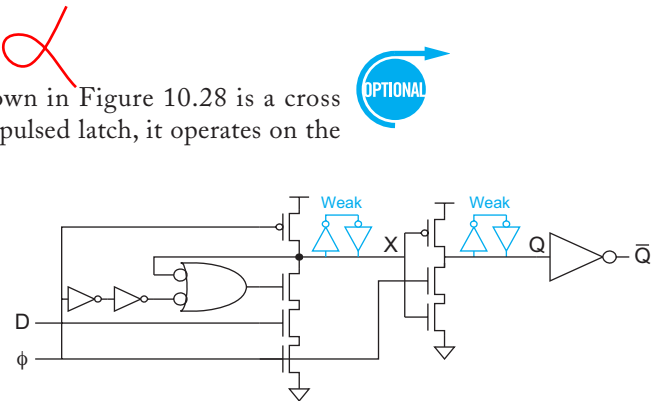 own in Figure 10.28 is a cross
pulsed latch, it operates on the
OPTIONAL
Weak
Weak
X
Q
Q̅
D
ϕ